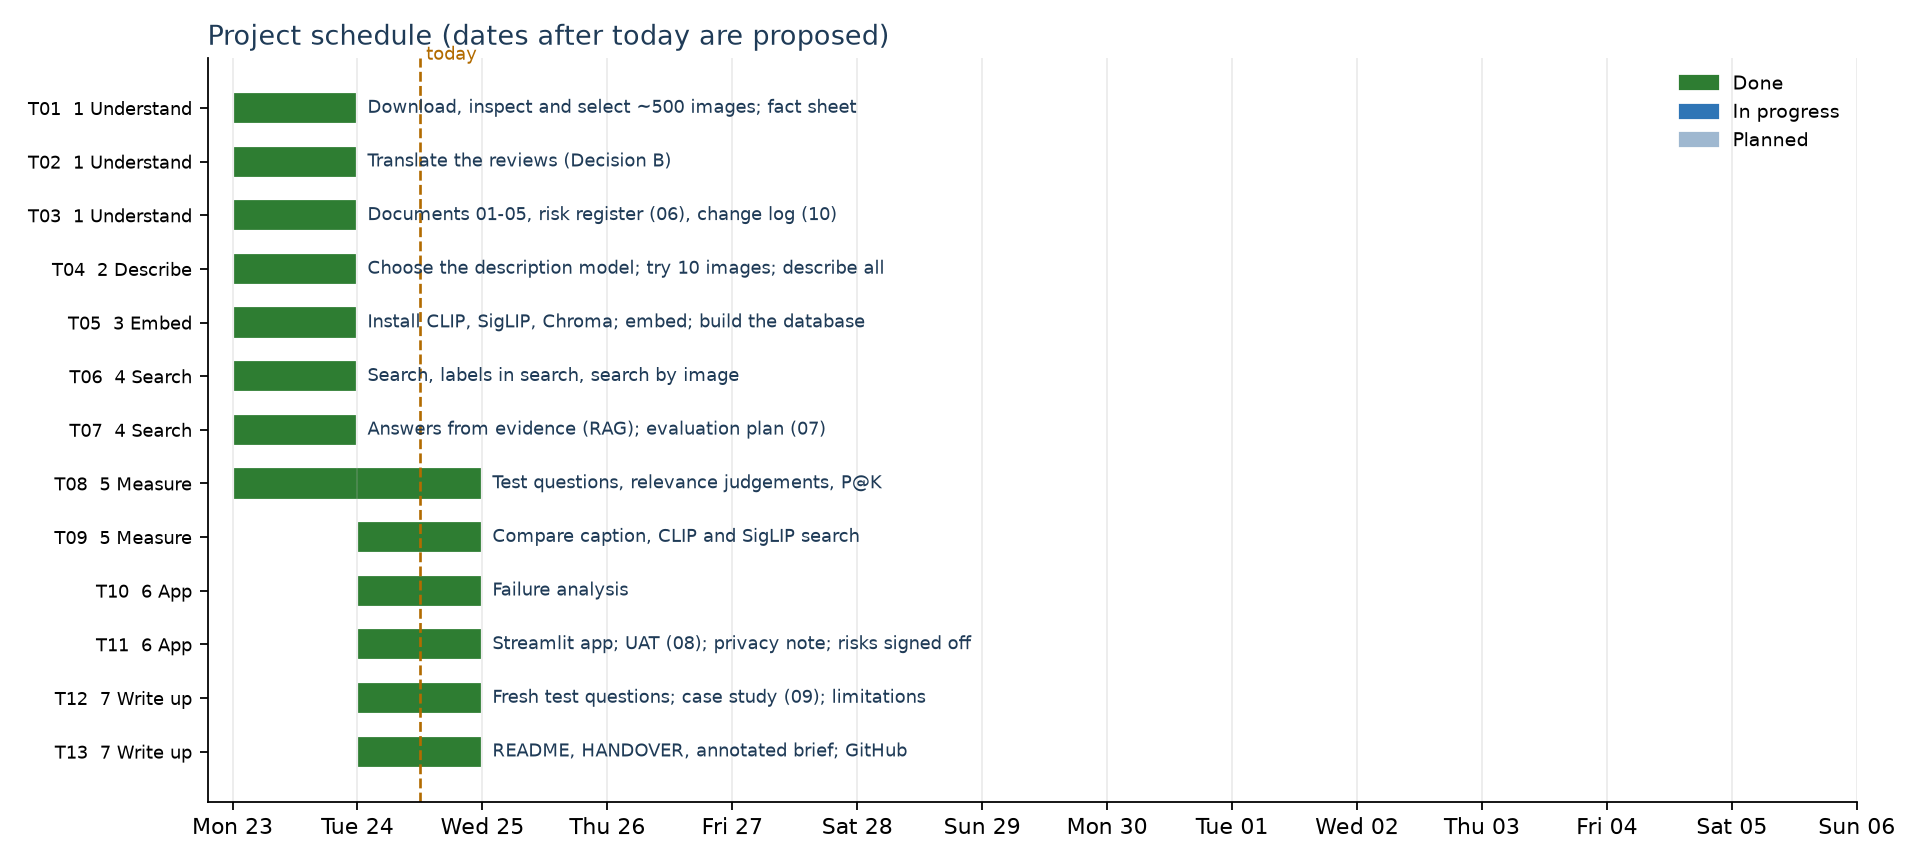 Project schedule (dates after today are proposed)
today
Done
In progress
Planned
T01  1 Understand
Download, inspect and select ~500 images; fact sheet
T02  1 Understand
Translate the reviews (Decision B)
T03  1 Understand
Documents 01-05, risk register (06), change log (10)
T04  2 Describe
Choose the description model; try 10 images; describe all
T05  3 Embed
Install CLIP, SigLIP, Chroma; embed; build the database
T06  4 Search
Search, labels in search, search by image
T07  4 Search
Answers from evidence (RAG); evaluation plan (07)
T08  5 Measure
Test questions, relevance judgements, P@K
T09  5 Measure
Compare caption, CLIP and SigLIP search
T10  6 App
Failure analysis
T11  6 App
Streamlit app; UAT (08); privacy note; risks signed off
T12  7 Write up
Fresh test questions; case study (09); limitations
T13  7 Write up
README, HANDOVER, annotated brief; GitHub
Mon 23 Tue 24 Wed 25 Thu 26 Fri 27 Sat 28 Sun 29 Mon 30 Tue 01 Wed 02 Thu 03 Fri 04 Sat 05 Sun 06